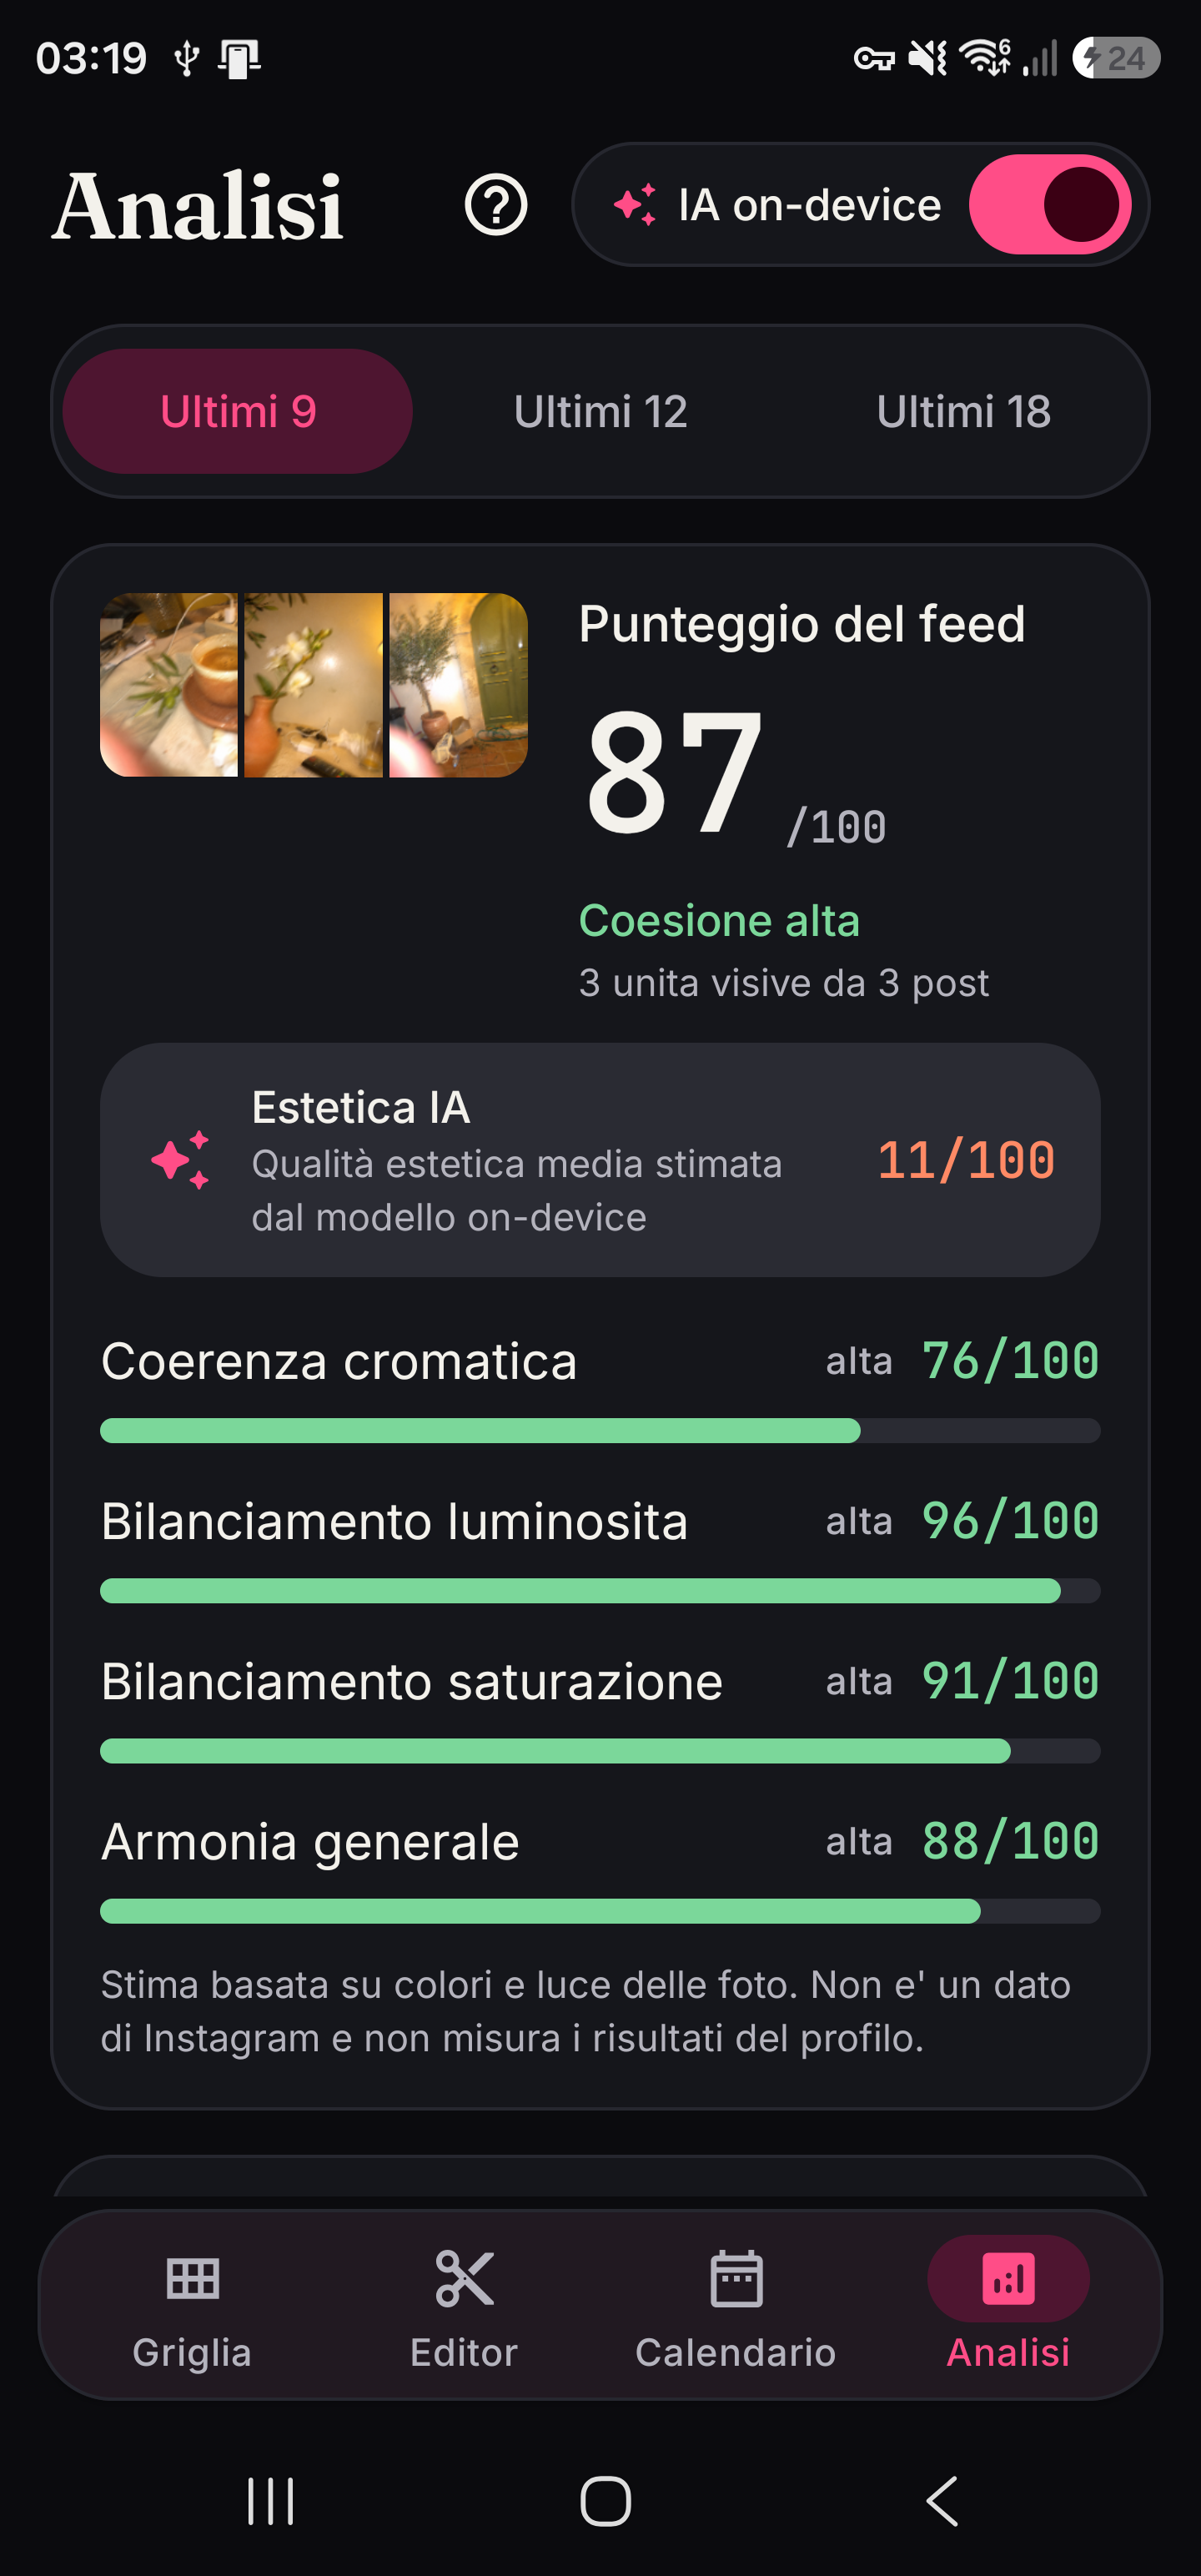 03:19
6
24
Analisi
IA on-device
Ultimi 9
Ultimi 12
Ultimi 18
Punteggio del feed
87 /100
Coesione alta
3 unita visive da 3 post
Estetica IA
Qualità estetica media stimata
dal modello on-device
11/100
Coerenza cromatica alta 76/100
Bilanciamento luminosita alta 96/100
Bilanciamento saturazione alta 91/100
Armonia generale alta 88/100
Stima basata su colori e luce delle foto. Non e' un dato
di Instagram e non misura i risultati del profilo.
Griglia
Editor
Calendario
Analisi